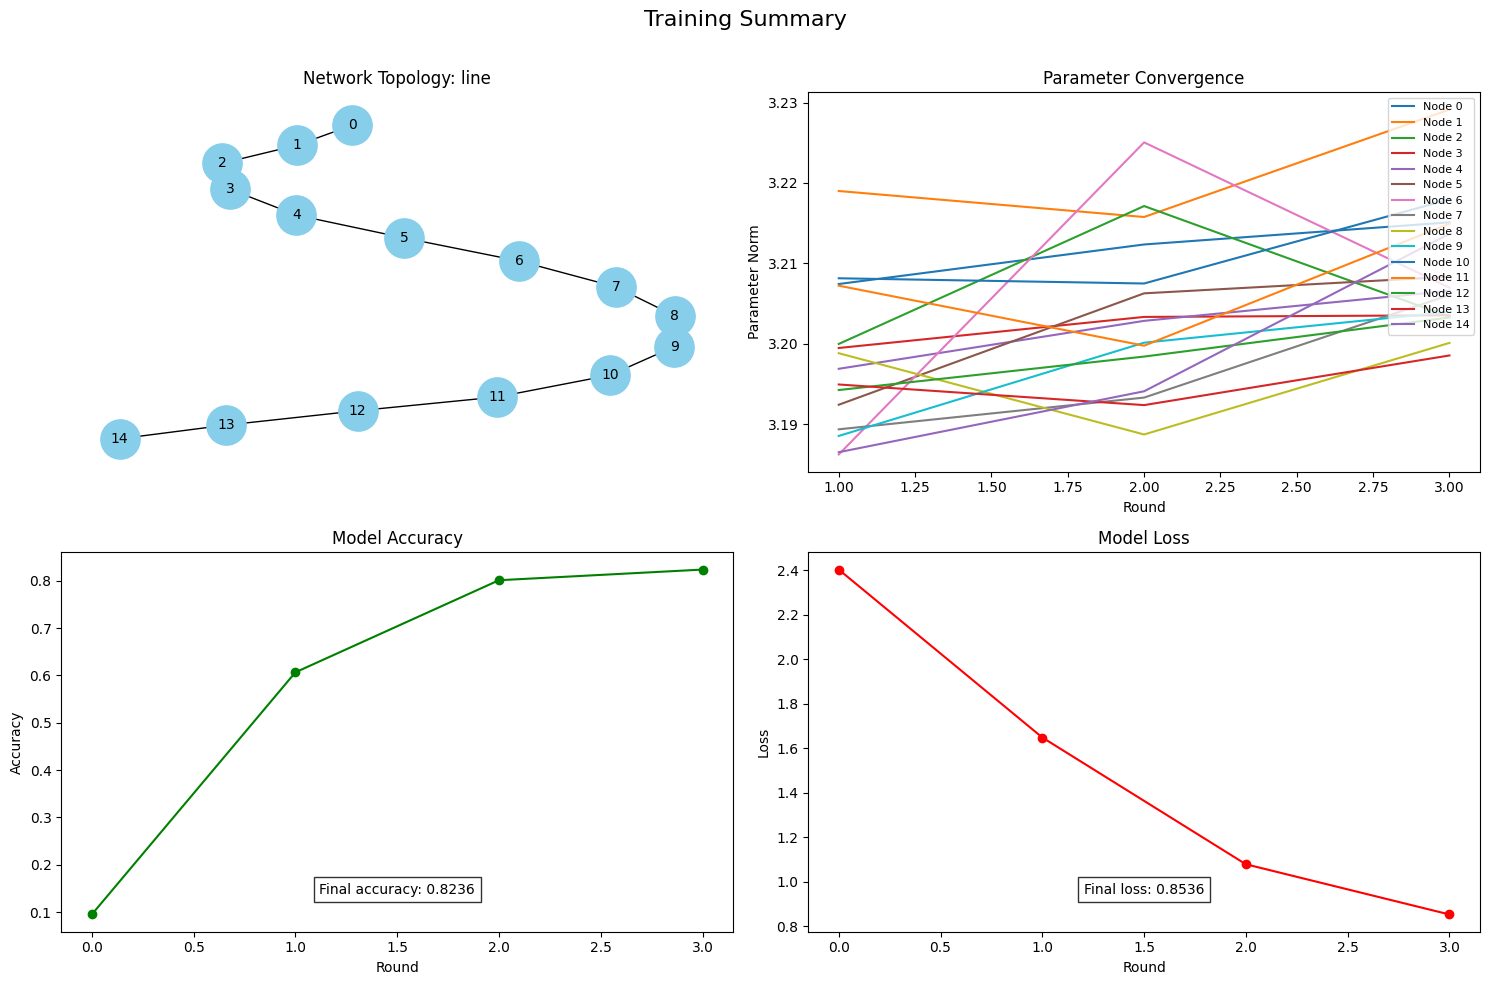 Training Summary
Network Topology: line
0
1
2
3
4
5
6
7
8
9
10
11
12
13
14
Parameter Convergence
Parameter Norm
3.23
3.22
3.21
3.20
3.19
1.00 1.25 1.50 1.75 2.00 2.25 2.50 2.75 3.00
Round
Node 0
Node 1
Node 2
Node 3
Node 4
Node 5
Node 6
Node 7
Node 8
Node 9
Node 10
Node 11
Node 12
Node 13
Node 14
Model Accuracy
Accuracy
0.8
0.7
0.6
0.5
0.4
0.3
0.2
0.1
Final accuracy: 0.8236
0.0 0.5 1.0 1.5 2.0 2.5 3.0
Round
Model Loss
Loss
2.4
2.2
2.0
1.8
1.6
1.4
1.2
1.0
0.8
Final loss: 0.8536
0.0 0.5 1.0 1.5 2.0 2.5 3.0
Round